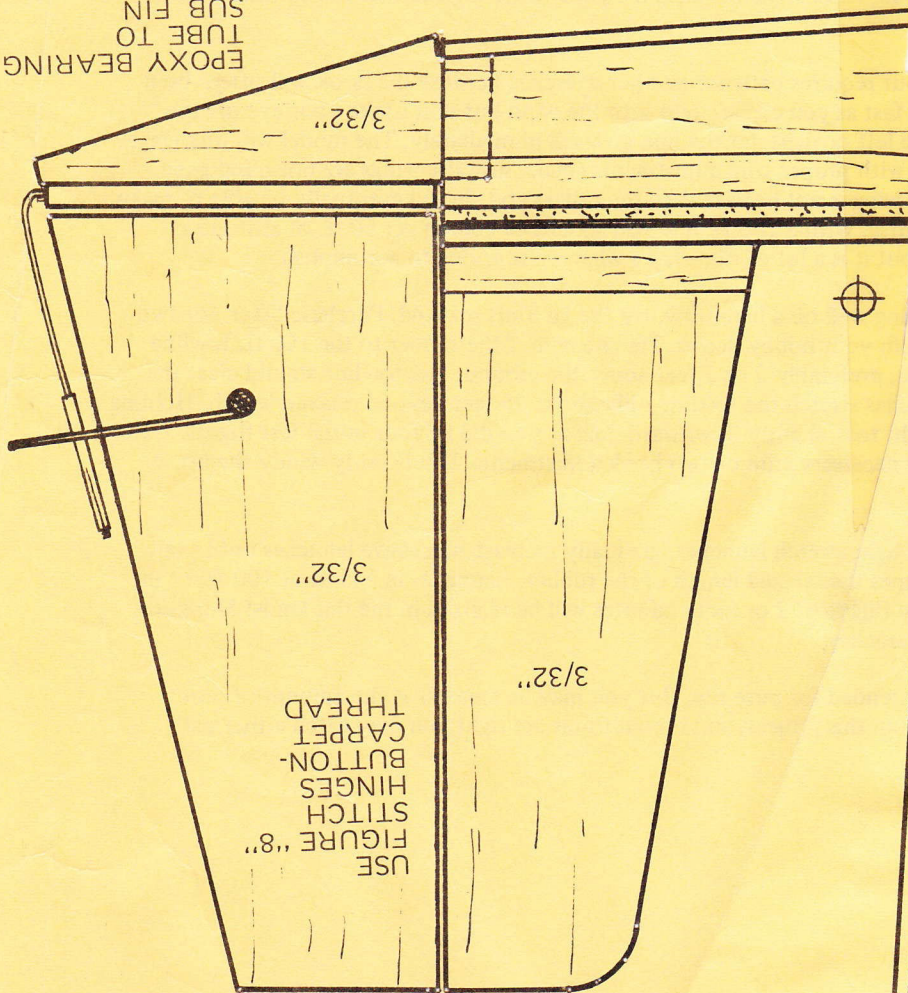 USE
FIGURE "8"
STITCH
HINGES
BUTTON-
CARPET
THREAD
3/32"
3/32"
3/32"
EPOXY BEARING
TUBE TO
SUB FIN